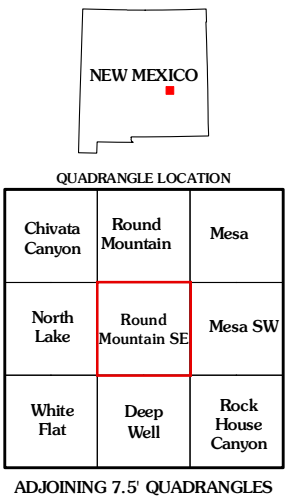 NEW MEXICO
QUADRANGLE LOCATION
Chivata
Canyon
Round
Mountain
Mesa
North
Lake
Round
Mountain SE
Mesa SW
White
Flat
Deep
Well
Rock
House
Canyon
ADJOINING 7.5' QUADRANGLES